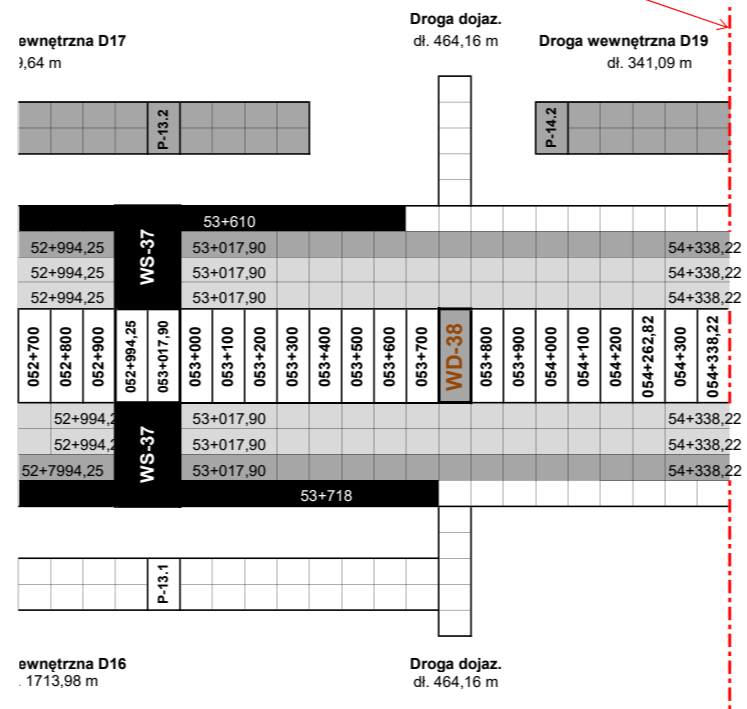 Droga dojaz.
dł. 464,16 m
ewnętrzna D17
9,64 m
Droga wewnętrzna D19
dł. 341,09 m
P-13.2
P-14.2
53+610
WS-37
52+994,25 53+017,90 54+338,22
52+994,25 53+017,90 54+338,22
52+994,25 53+017,90 54+338,22
052+700 052+800 052+900 052+994,25 053+017,90 053+000 053+100 053+200 053+300 053+400 053+500 053+600 053+700 WD-38 053+800 053+900 054+000 054+100 054+200 054+262,82 054+300 054+338,22
52+994,2 53+017,90 54+338,22
52+994,2 53+017,90 54+338,22
52+7994,25 53+017,90 54+338,22
WS-37
53+718
P-13.1
ewnętrzna D16
. 1713,98 m
Droga dojaz.
dł. 464,16 m